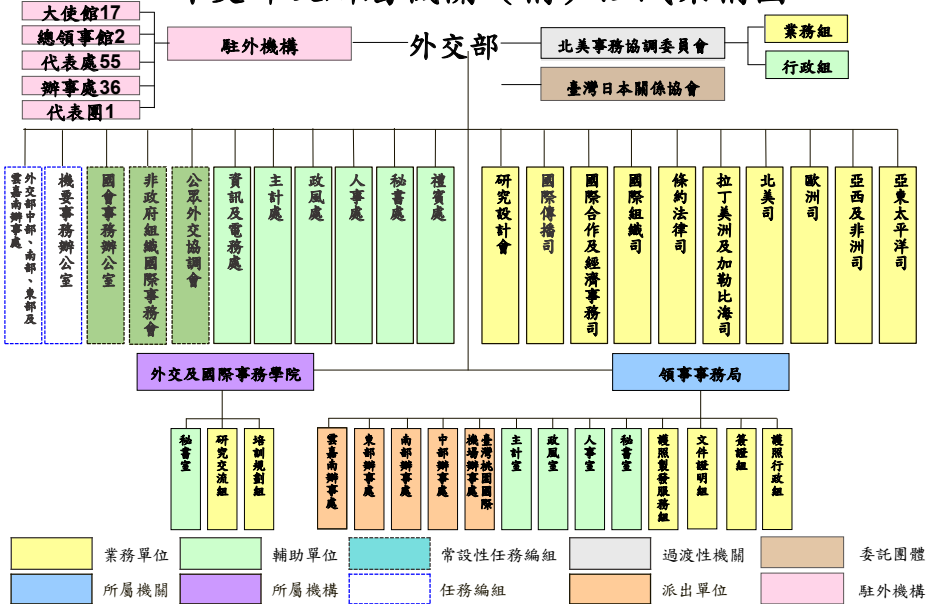 大使館17
總領事館2
代表處55
辦事處36
代表團1
駐外機構
外交部
北美事務協調委員會
臺灣日本關係協會
業務組
行政組
外交部中部、南部、東部及
雲嘉南辦事處
機要事務辦公室
國會事務辦公室
非政府組織國際事務會
公眾外交協調會
資訊及電務處
主計處
政風處
人事處
秘書處
禮賓處
研究設計會
國際傳播司
國際合作及經濟事務司
國際組織司
條約法律司
拉丁美洲及加勒比海司
北美司
歐洲司
亞西及非洲司
亞東太平洋司
外交及國際事務學院
領事事務局
秘書室
研究交流組
培訓規劃組
雲嘉南辦事處
東部辦事處
南部辦事處
中部辦事處
臺灣桃園國際
機場辦事處
主計室
政風室
人事室
秘書室
護照製發服務組
文件證明組
簽證組
護照行政組
業務單位
輔助單位
常設性任務編組
過渡性機關
委託團體
所屬機關
所屬機構
任務編組
派出單位
駐外機構